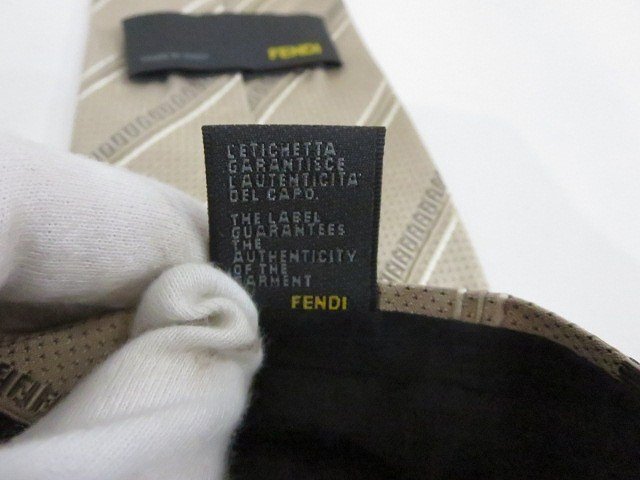 FENDI
L'ETICHETTA
GARANTISCE
L'AUTENTICITA'
DEL CAPO.
THE LABEL
GUARANTEES
THE
AUTHENTICITY
OF THE
GARMENT
FENDI